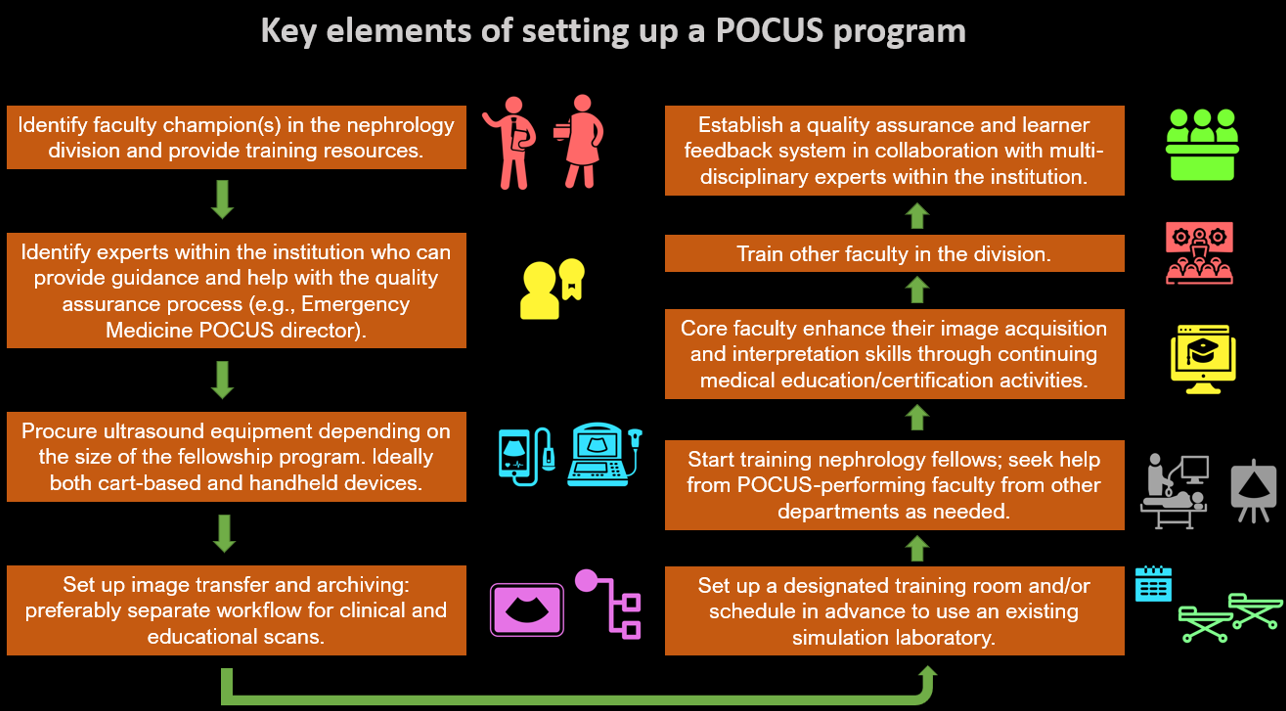 Key elements of setting up a POCUS program
Identify faculty champion(s) in the nephrology
division and provide training resources.
Identify experts within the institution who can
provide guidance and help with the quality
assurance process (e.g., Emergency
Medicine POCUS director).
Procure ultrasound equipment depending on
the size of the fellowship program. Ideally
both cart-based and handheld devices.
Set up image transfer and archiving:
preferably separate workflow for clinical and
educational scans.
Set up a designated training room and/or
schedule in advance to use an existing
simulation laboratory.
Start training nephrology fellows; seek help
from POCUS-performing faculty from other
departments as needed.
Core faculty enhance their image acquisition
and interpretation skills through continuing
medical education/certification activities.
Train other faculty in the division.
Establish a quality assurance and learner
feedback system in collaboration with multi-
disciplinary experts within the institution.